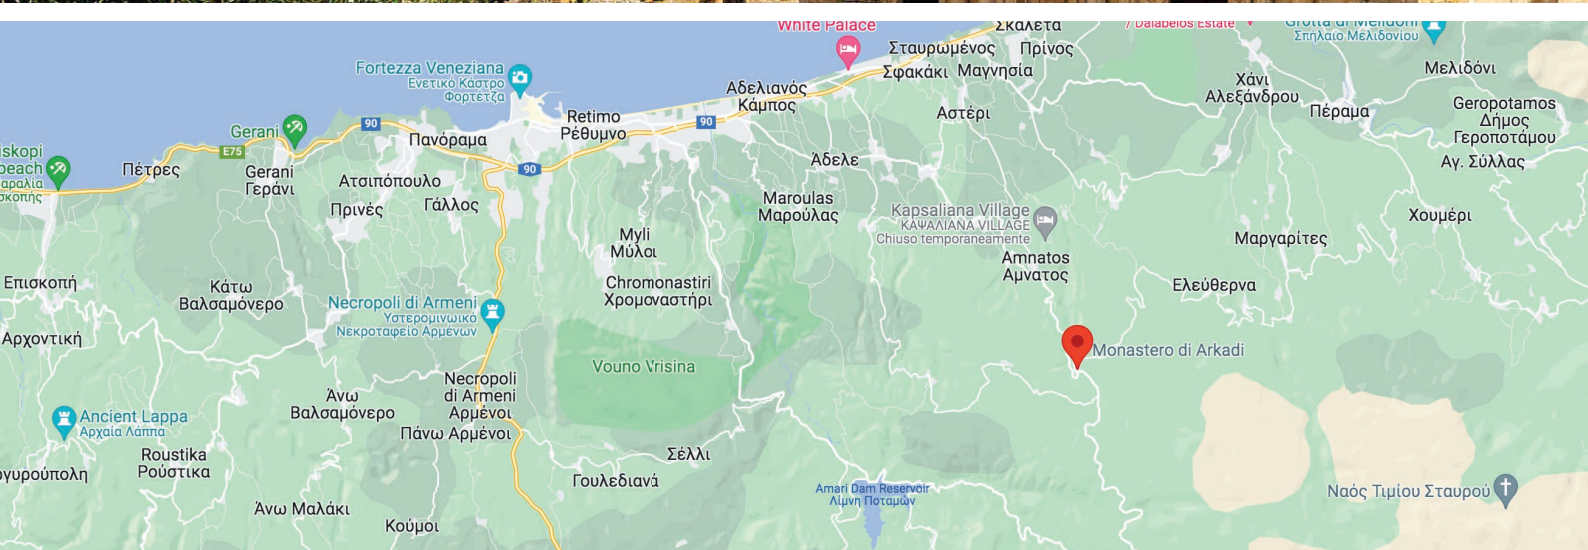 White Palace
Σκαλέτα
7 Dalabelos Estate
Grotta di Melidoni
Σπήλαιο Μελιδονίου
Σταυρωμένος
Πρίνος
Fortezza Veneziana
Ενετικό Κάστρο
Φορτέτζα
Σφακάκι
Μαγνησία
Μελιδόνι
Αδελιανός
Κάμπος
Χάνι
Αλεξάνδρου
Πέραμα
Geropotamos
Δήμος
Γεροποτάμου
Αστέρι
Retimo
Ρέθυμνο
90
90
Gerani
Πανόραμα
E75
iskopi
beach
Πέτρες
Gerani
Γεράνι
90
Άδελε
Αγ. Σύλλας
Ατσιπόπουλο
Πρινές
Γάλλος
Maroulas
Μαρούλας
Kapsaliana Village
ΚΑΨΑΛΙΑΝΑ VILLAGE
Chiuso temporaneamente
Χουμέρι
Myli
Μύλοι
Μαργαρίτες
Amnatos
Αμνατος
Επισκοπή
Κάτω
Βαλσαμόνερο
Chromonastiri
Χρομοναστήρι
Ελεύθερνα
Necropoli di Armeni
Υστερομινωικό
Νεκροταφείο Αρμένων
Αρχοντική
Monastero di Arkadi
Vouno Vrisina
Necropoli
di Armeni
Αρμένοι
Άνω
Βαλσαμόνερο
Ancient Lappa
Αρχαία Λάππα
Πάνω Αρμένοι
Roustika
Ρούστικα
Σέλλι
γυρούπολη
Γουλεδιανά
Amari Dam Reservoir
Λίμνη Ποταμών
Ναός Τιμίου Σταυρού
Άνω Μαλάκι
Κούμοι